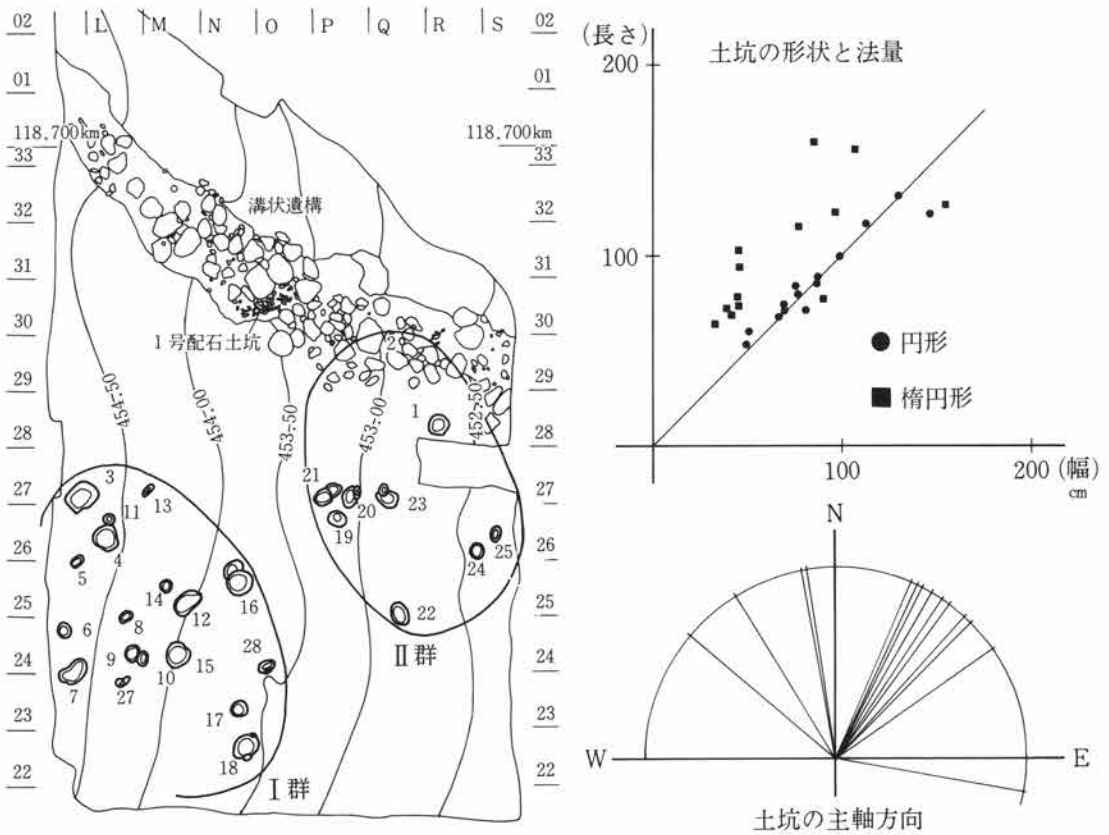 02 L M N O P Q R S 02
01 01
118.700km 118.700km
33 33
32 32
溝状遺構
31 31
30 30
1号配石土坑
2
29 29
454-50 454-00 453-50 453-00 452-50
1
28 28
27 27
3 13 21 20 23
11
19
26 26
4 5 24 25
25 25
14 12 16 22
6 8
II群
24 24
9 10 15 28
7 27
23 23
17
22 22
18
I群
(長さ)
200
土坑の形状と法量
100
円形
楕円形
100 200 (幅)
cm
N
W E
土坑の主軸方向